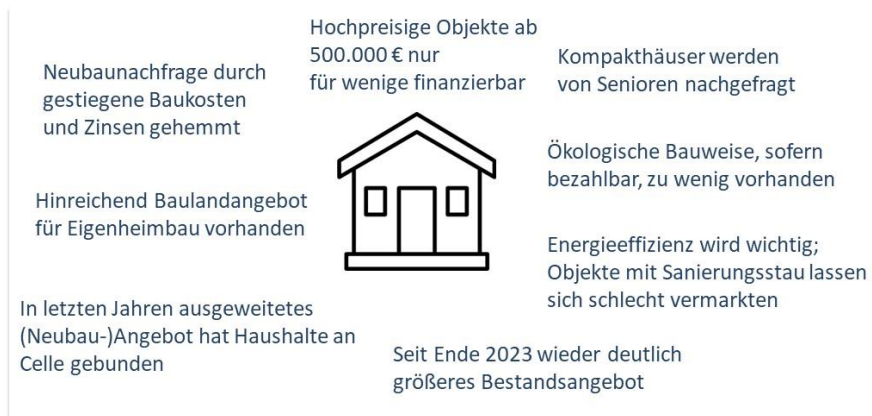 Hochpreisige Objekte ab
500.000 € nur
für wenige finanzierbar
Neubaunachfrage durch
gestiegene Baukosten
und Zinsen gehemmt
Kompakthäuser werden
von Senioren nachgefragt
Ökologische Bauweise, sofern
bezahlbar, zu wenig vorhanden
Hinreichend Baulandangebot
für Eigenheimbau vorhanden
Energieeffizienz wird wichtig;
Objekte mit Sanierungsstau lassen
sich schlecht vermarkten
In letzten Jahren ausgeweitetes
(Neubau-)Angebot hat Haushalte an
Celle gebunden
Seit Ende 2023 wieder deutlich
größeres Bestandsangebot